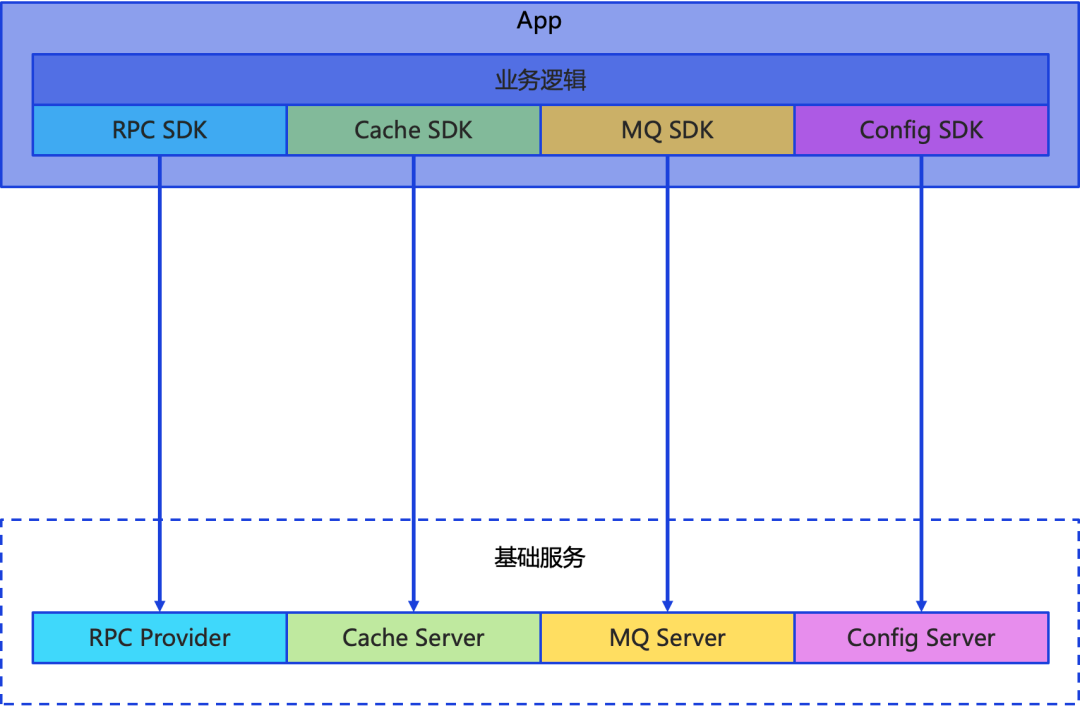 App
业务逻辑
RPC SDK
Cache SDK
MQ SDK
Config SDK
基础服务
RPC Provider
Cache Server
MQ Server
Config Server